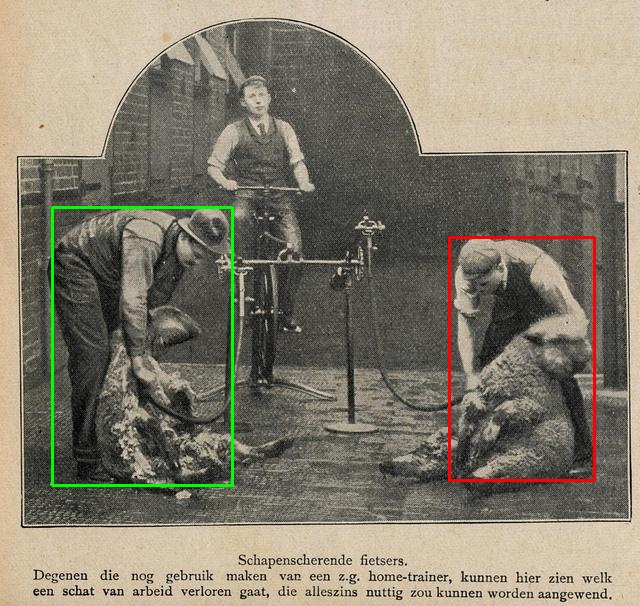 Schapenscherende fietsers.
Degenen die nog gebruik maken van een z.g. home-trainer, kunnen hier zien welk
een schat van arbeid verloren gaat, die alleszins nuttig zou kunnen worden aangewend.